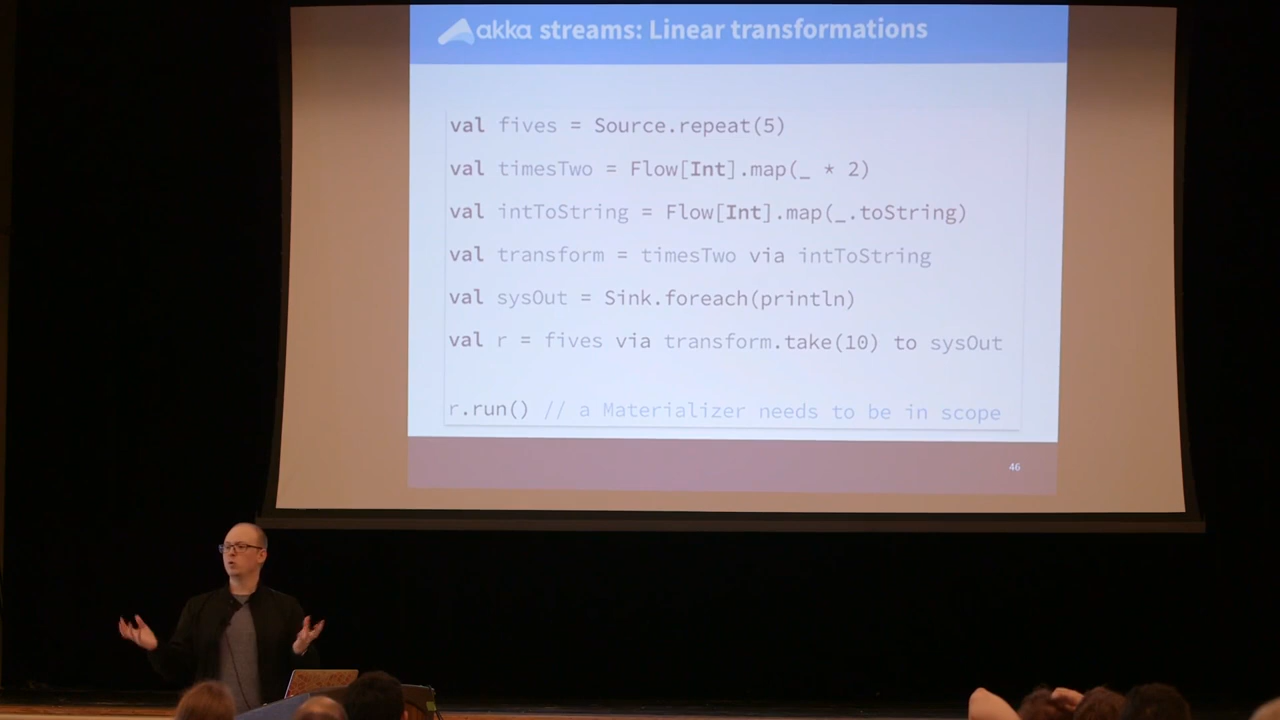 akka streams: Linear transformations
val fives = Source.repeat(5)
val timesTwo = Flow[Int].map(_ * 2)
val intToString = Flow[Int].map(_.toString)
val transform = timesTwo via intToString
val sysOut = Sink.foreach(println)
val r = fives via transform.take(10) to sysOut
r.run() // a Materializer needs to be in scope
46